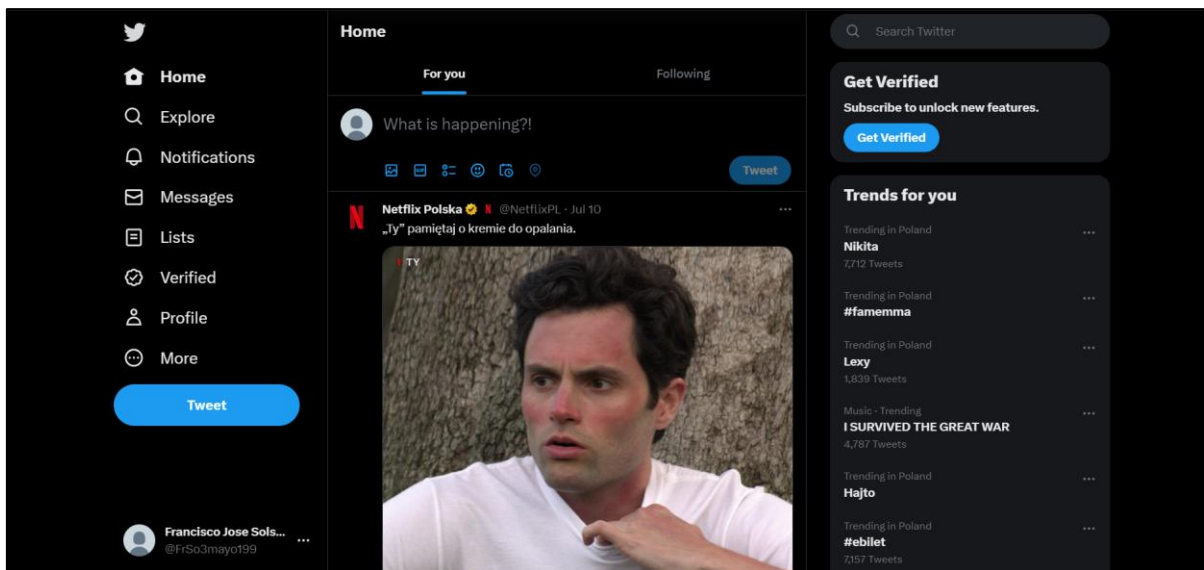 Home
Explore
Notifications
Messages
Lists
Verified
Profile
More
Tweet
Francisco Jose Sols...
@FrSo3mayo199
Home
For you
Following
What is happening?!
GIF
Tweet
Netflix Polska N @NetflixPL · Jul 10
„Ty” pamiętaj o kremie do opalania.
N TY
Search Twitter
Get Verified
Subscribe to unlock new features.
Get Verified
Trends for you
Trending in Poland
Nikita
7,712 Tweets
Trending in Poland
#famemma
Trending in Poland
Lexy
1,839 Tweets
Music · Trending
I SURVIVED THE GREAT WAR
4,787 Tweets
Trending in Poland
Hajto
Trending in Poland
#ebilet
7,157 Tweets